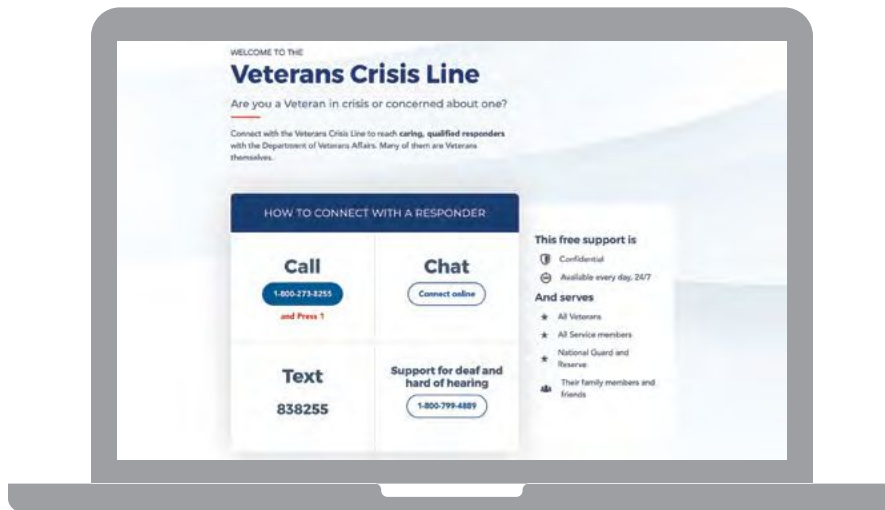 WELCOME TO THE
Veterans Crisis Line
Are you a Veteran in crisis or concerned about one?
Connect with the Veterans Crisis Line to reach caring, qualified responders
with the Department of Veterans Affairs. Many of them are Veterans
themselves.
HOW TO CONNECT WITH A RESPONDER
Call
1-800-273-8255
and Press 1
Chat
Connect online
Text
838255
Support for deaf and
hard of hearing
1-800-799-4889
This free support is
Confidential
Available every day, 24/7
And serves
All Veterans
All Service members
National Guard and
Reserve
Their family members and
friends